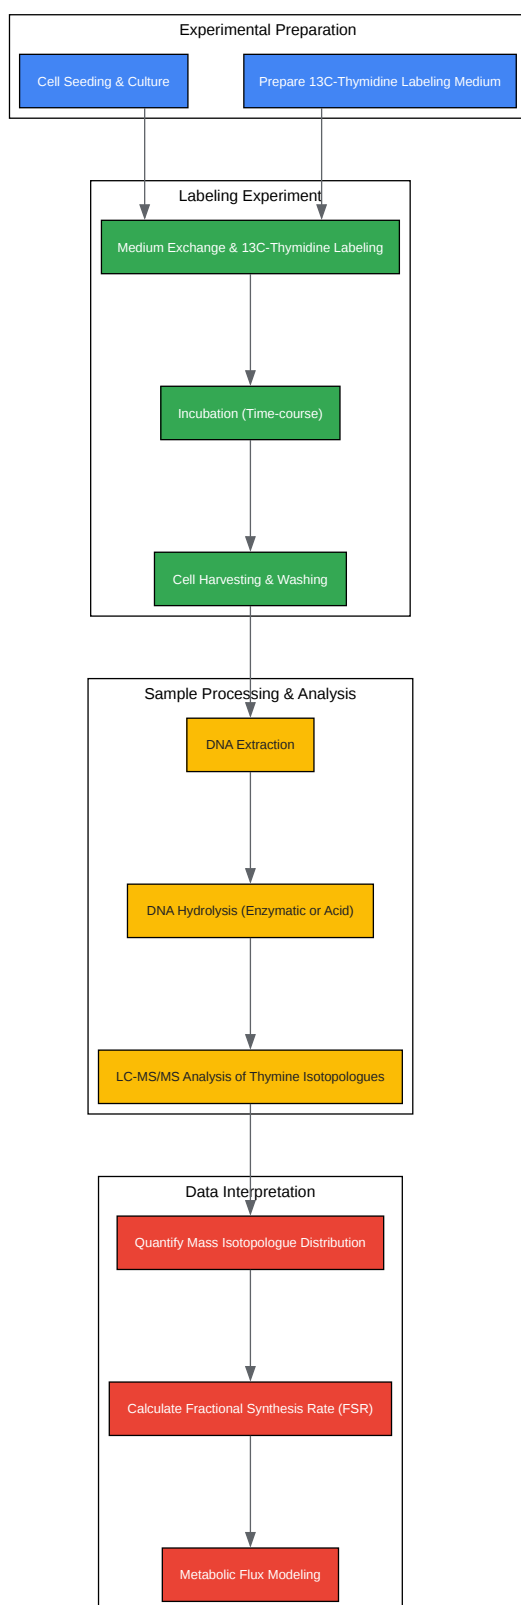 Experimental Preparation
Cell Seeding & Culture
Prepare 13C-Thymidine Labeling Medium
Labeling Experiment
Medium Exchange & 13C-Thymidine Labeling
Incubation (Time-course)
Cell Harvesting & Washing
Sample Processing & Analysis
DNA Extraction
DNA Hydrolysis (Enzymatic or Acid)
LC-MS/MS Analysis of Thymine Isotopologues
Data Interpretation
Quantify Mass Isotopologue Distribution
Calculate Fractional Synthesis Rate (FSR)
Metabolic Flux Modeling